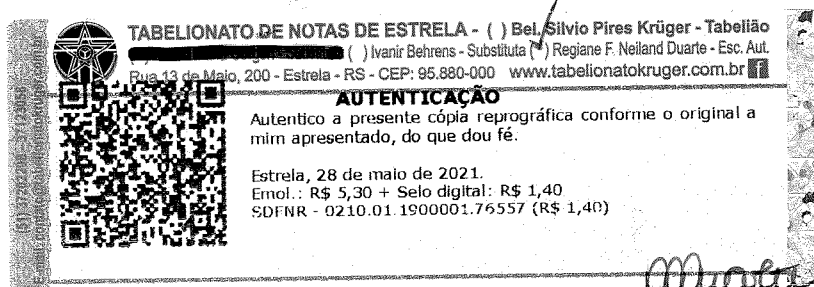 TABELIONATO DE NOTAS DE ESTRELA - ( ) Bel. Silvio Pires Krüger - Tabelião
( ) Ivanir Behrens - Substituta ( ) Regiane F. Neiland Duarte - Esc. Aut.
Rua 13 de Maio, 200 - Estrela - RS - CEP: 95.880-000 www.tabelionatokruger.com.br
AUTENTICAÇÃO
Autentico a presente cópia reprográfica conforme o original a
mim apresentado, do que dou fé.
Estrela, 28 de maio de 2021.
Emol.: R$ 5,30 + Selo digital: R$ 1,40
SDFNR - 0210.01.1900001.76557 (R$ 1,40)